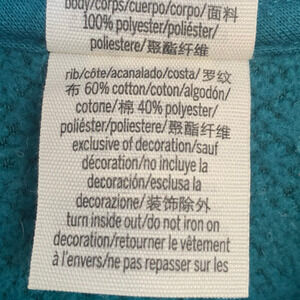 body/corps/cuerpo/corpo/面料
100% polyester/poliéster/
poliestere/聚酯纤维
rib/côte/acanalado/costa/罗纹
布 60% cotton/coton/algodón/
cotone/棉 40% polyester/
poliéster/poliestere/聚酯纤维
exclusive of decoration/sauf
décoration/no incluye la
decoración/esclusa la
decorazione/装饰除外
turn inside out/do not iron on
decoration/retourner le vêtement
à l'envers/ne pas repasser sur les